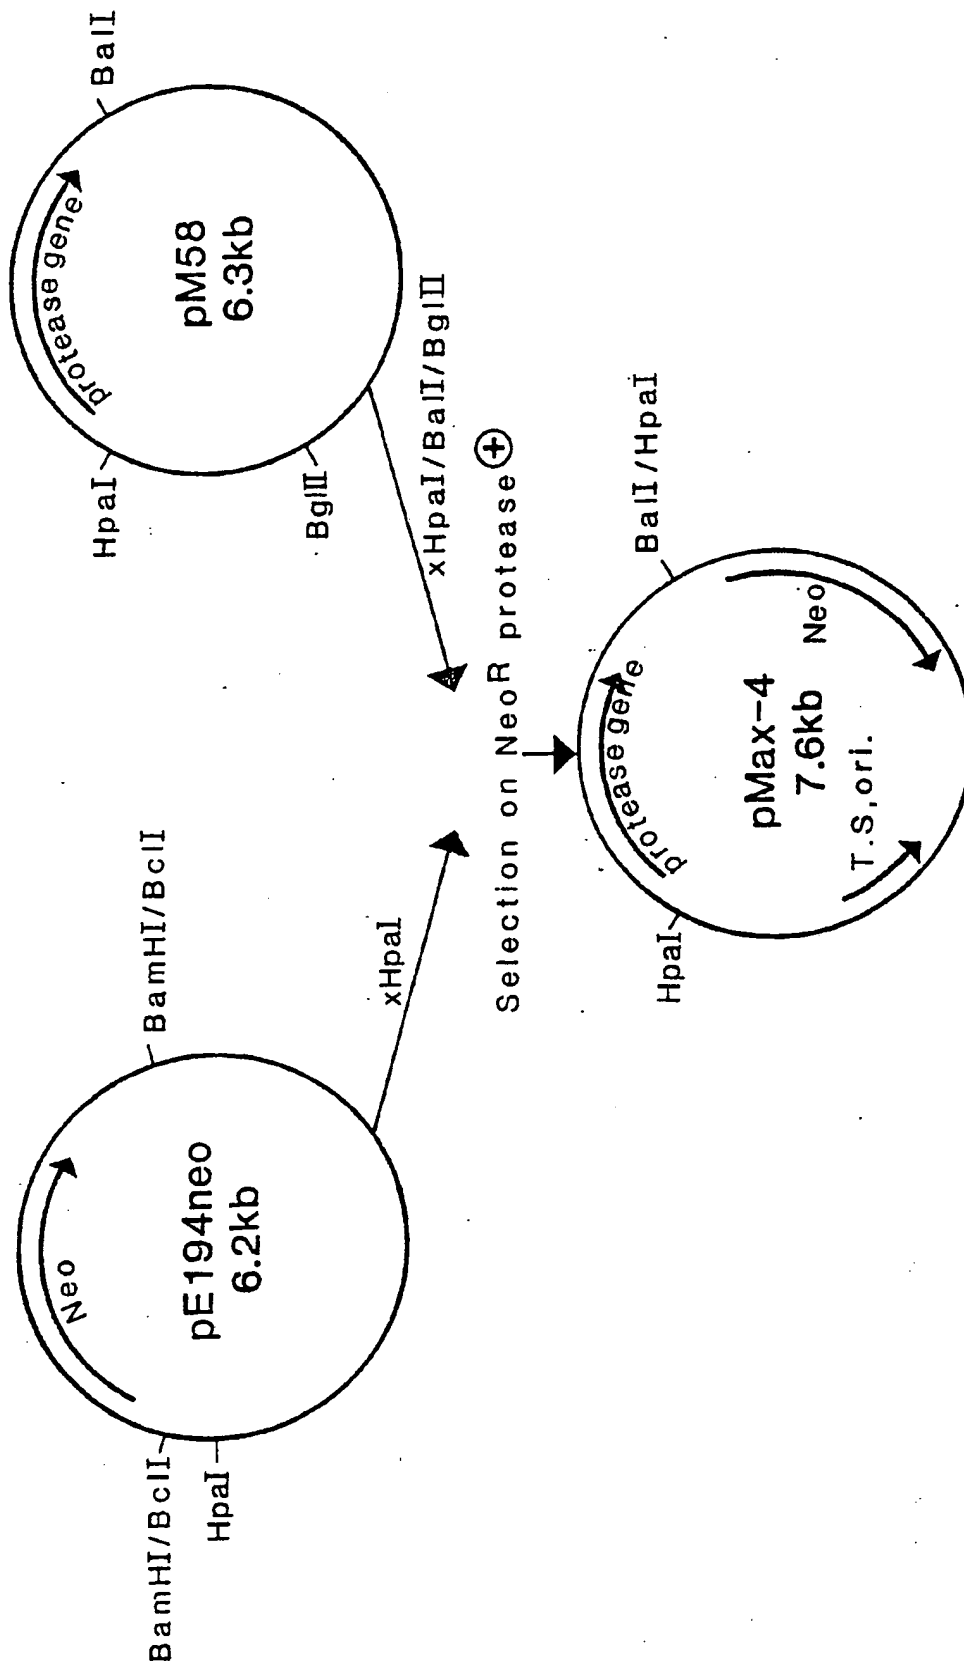 BamHI/BclI
HpaI
Neo
pE194neo
6.2kb
BamHI/BclI
xHpaI
HpaI
protease gene
BalI
pM58
6.3kb
BglII
xHpaI/BalI/BglII
Selection on NeoR protease+
HpaI
protease gene
BalI/HpaI
pMax-4
7.6kb
T.S,ori.
Neo